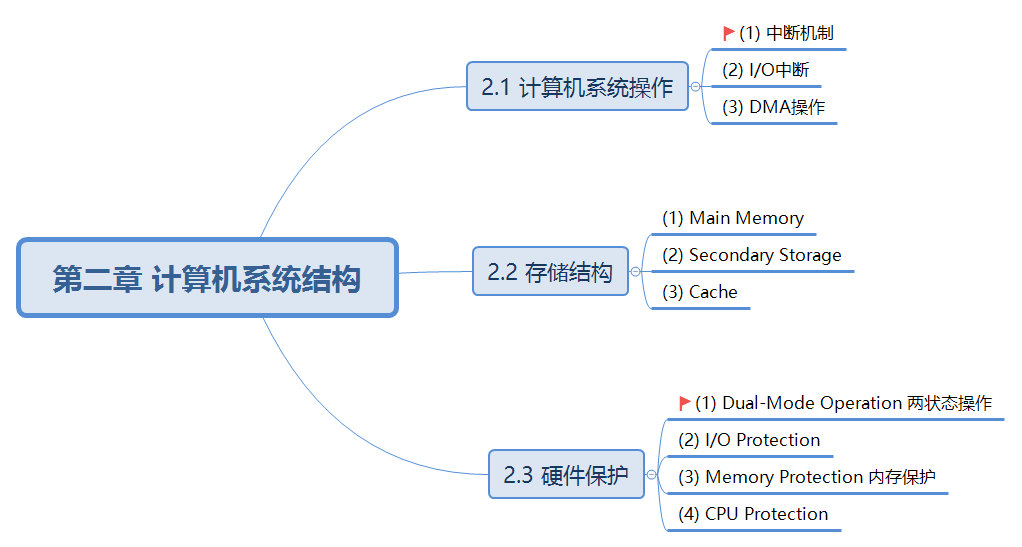 第二章 计算机系统结构
2.1 计算机系统操作
(1) 中断机制
(2) I/O中断
(3) DMA操作
2.2 存储结构
(1) Main Memory
(2) Secondary Storage
(3) Cache
2.3 硬件保护
(1) Dual-Mode Operation 两状态操作
(2) I/O Protection
(3) Memory Protection 内存保护
(4) CPU Protection